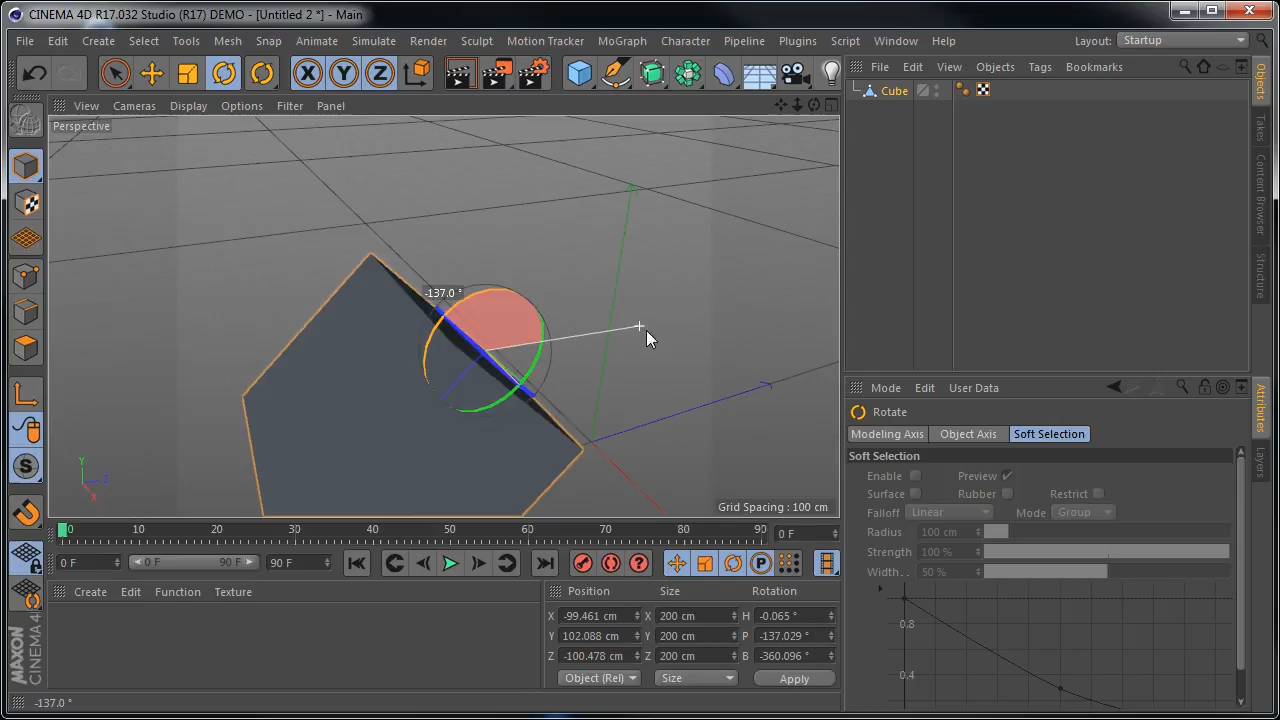 CINEMA 4D R17.032 Studio (R17) DEMO - [Untitled 2 *] - Main
File Edit Create Select Tools Mesh Snap Animate Simulate Render Sculpt Motion Tracker MoGraph Character Pipeline Plugins Script Window Help Layout: Startup
X Y Z
View Cameras Display Options Filter Panel
File Edit View Objects Tags Bookmarks
Perspective
Cube
-137.0 °
Objects
Takes
Content Browser
Structure
Mode Edit User Data
Rotate
Modeling Axis Object Axis Soft Selection
Soft Selection
Enable Preview
Surface Rubber Restrict
Falloff Linear Mode Group
Radius 100 cm
Strength 100 %
Width.. 50 %
0.8
0.4
Attributes
Layers
Y
Z
X
Grid Spacing : 100 cm
0 10 20 30 40 50 60 70 80 90 0 F
0 F 0 F 90 F 90 F
Create Edit Function Texture
Position Size Rotation
X -99.461 cm X 200 cm H -0.065 °
Y 102.088 cm Y 200 cm P -137.029 °
Z -100.478 cm Z 200 cm B -360.096 °
Object (Rel) Size Apply
MAXON
CINEMA 4D
-137.0 °